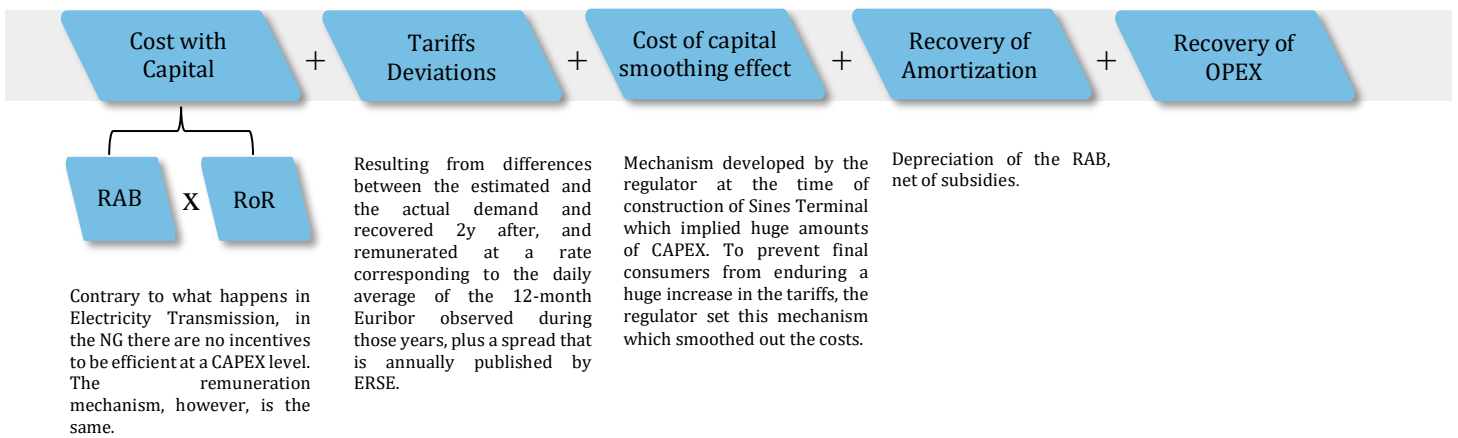 Cost with
Capital
+
Tariffs
Deviations
+
Cost of capital
smoothing effect
+
Recovery of
Amortization
+
Recovery of
OPEX
RAB
X
RoR
Contrary to what happens in
Electricity Transmission, in
the NG there are no incentives
to be efficient at a CAPEX level.
The remuneration
mechanism, however, is the
same.
Resulting from differences
between the estimated and
the actual demand and
recovered 2y after, and
remunerated at a rate
corresponding to the daily
average of the 12-month
Euribor observed during
those years, plus a spread that
is annually published by
ERSE.
Mechanism developed by the
regulator at the time of
construction of Sines Terminal
which implied huge amounts
of CAPEX. To prevent final
consumers from enduring a
huge increase in the tariffs, the
regulator set this mechanism
which smoothed out the costs.
Depreciation of the RAB,
net of subsidies.